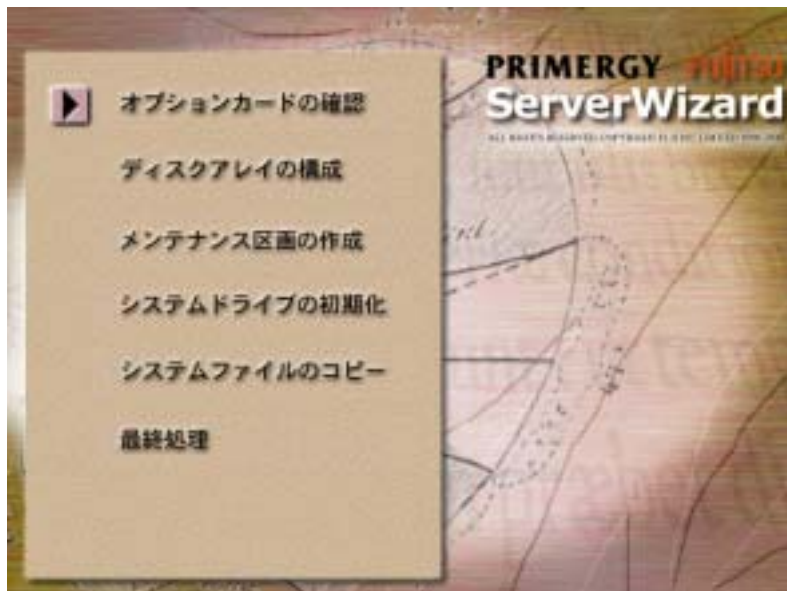 PRIMERGY FUJITSU
ServerWizard
オプションカードの確認
ディスクアレイの構成
メンテナンス区画の作成
システムドライブの初期化
システムファイルのコピー
最終処理